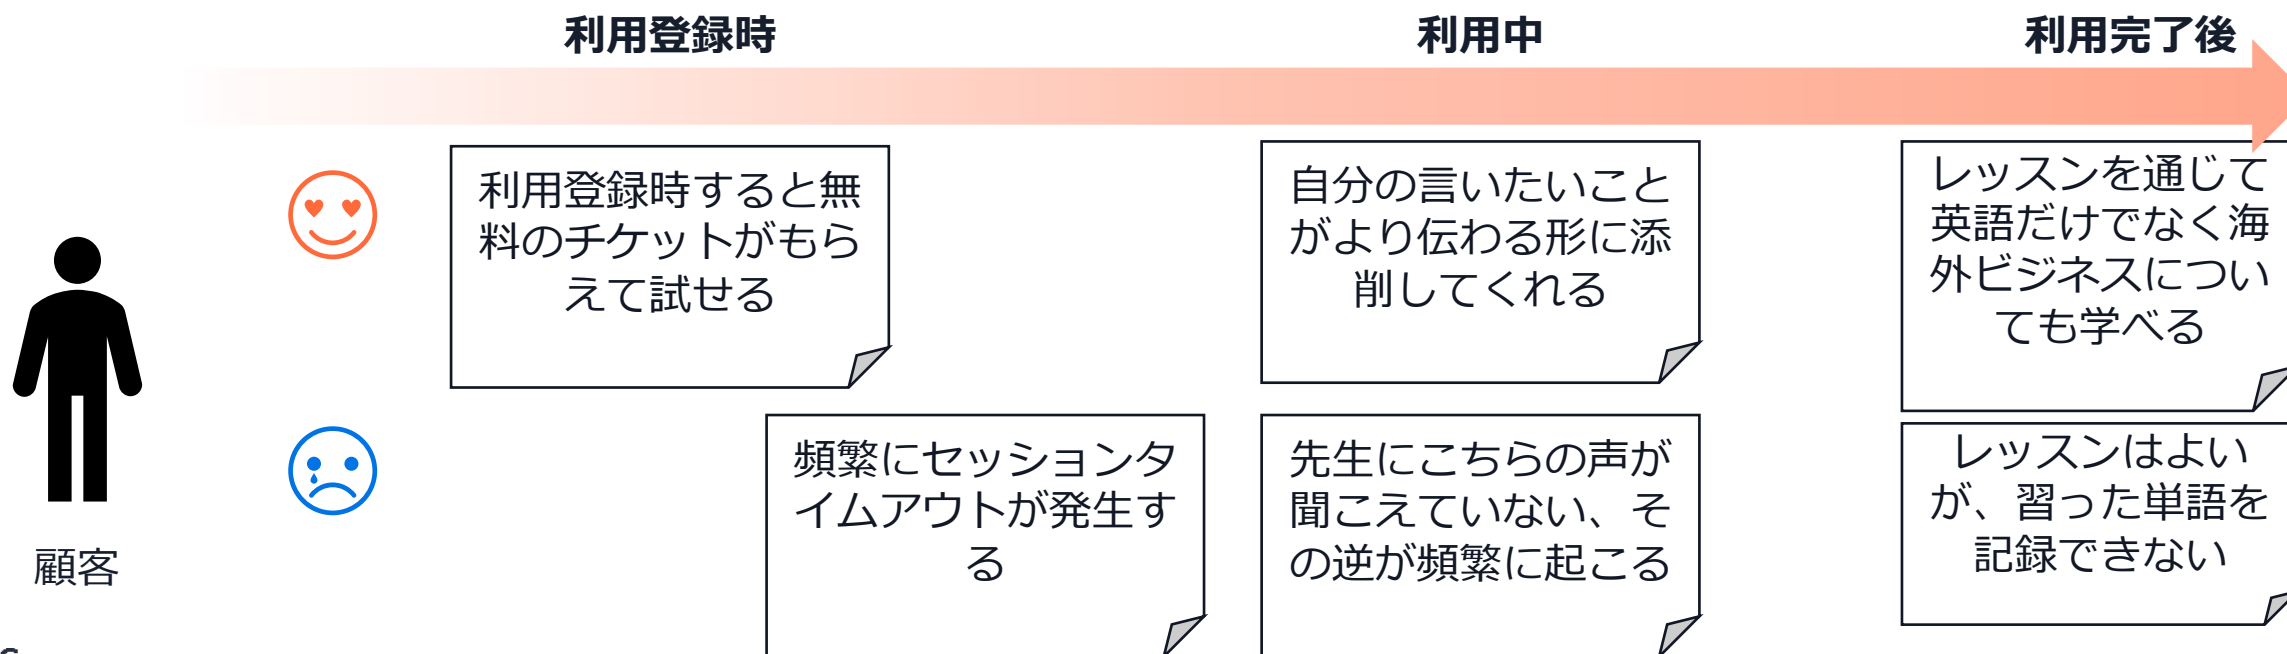 利用登録時
利用中
利用完了後
利用登録時すると無
料のチケットがもら
えて試せる
自分の言いたいこと
がより伝わる形に添
削してくれる
レッスンを通じて
英語だけでなく海
外ビジネスについ
ても学べる
頻繁にセッションタ
イムアウトが発生す
る
先生にこちらの声が
聞こえていない、そ
の逆が頻繁に起こる
レッスンはよい
が、習った単語を
記録できない
顧客